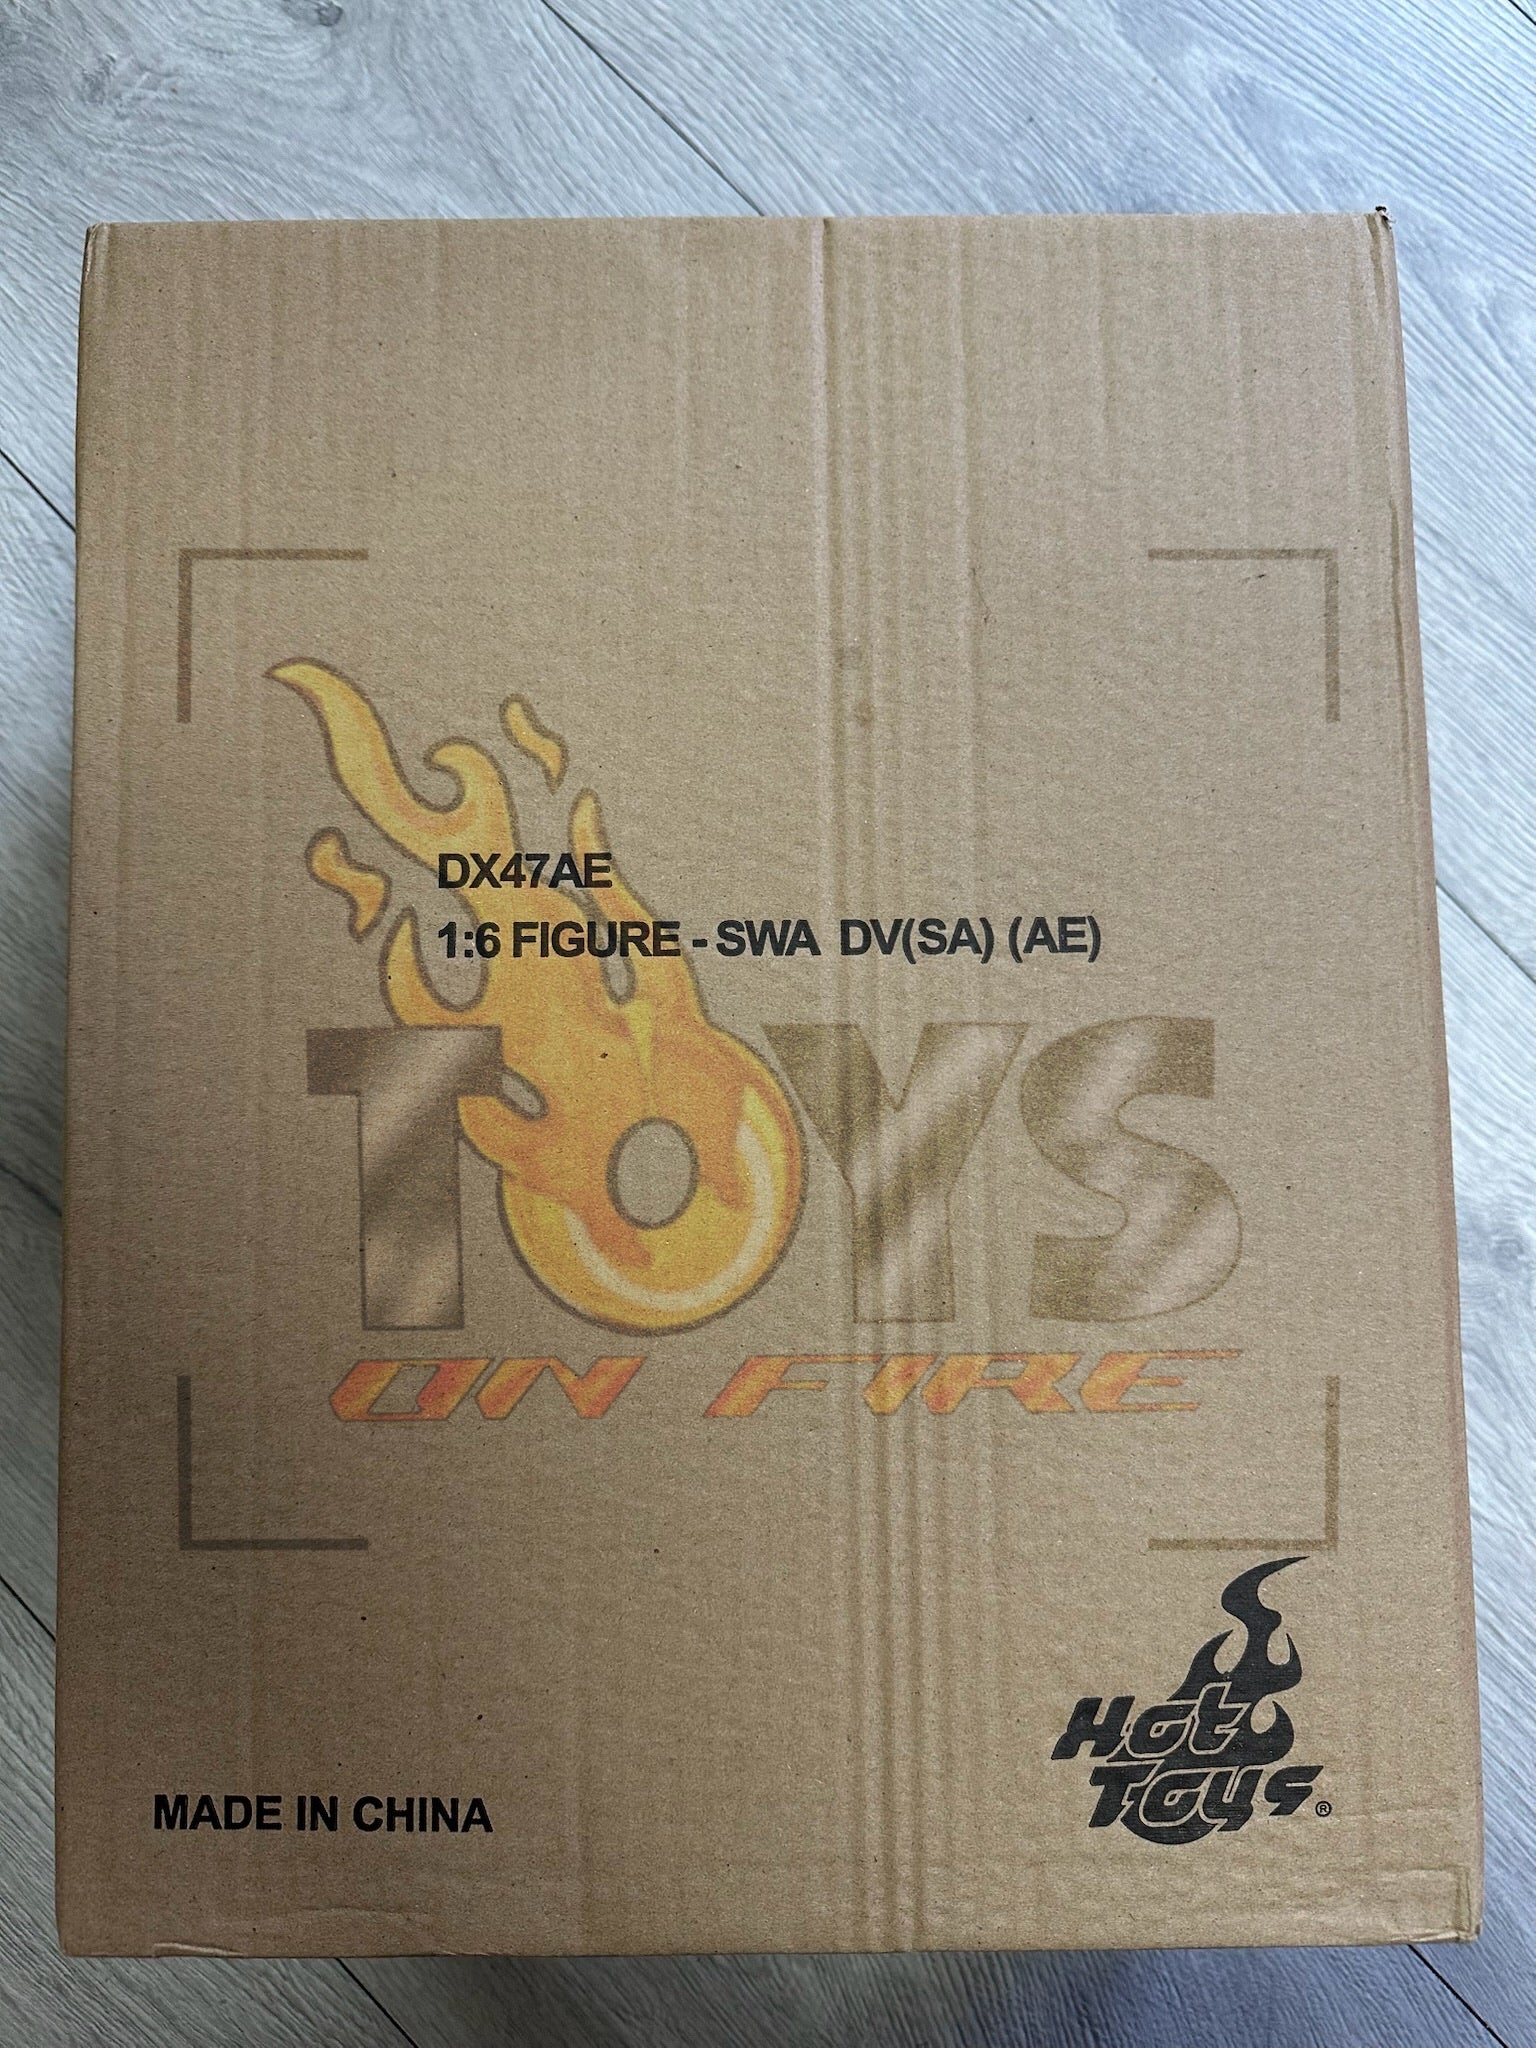 DX47AE
1:6 FIGURE - SWA DV(SA) (AE)
TOYS
ON FIRE
Hot
Toys®
MADE IN CHINA